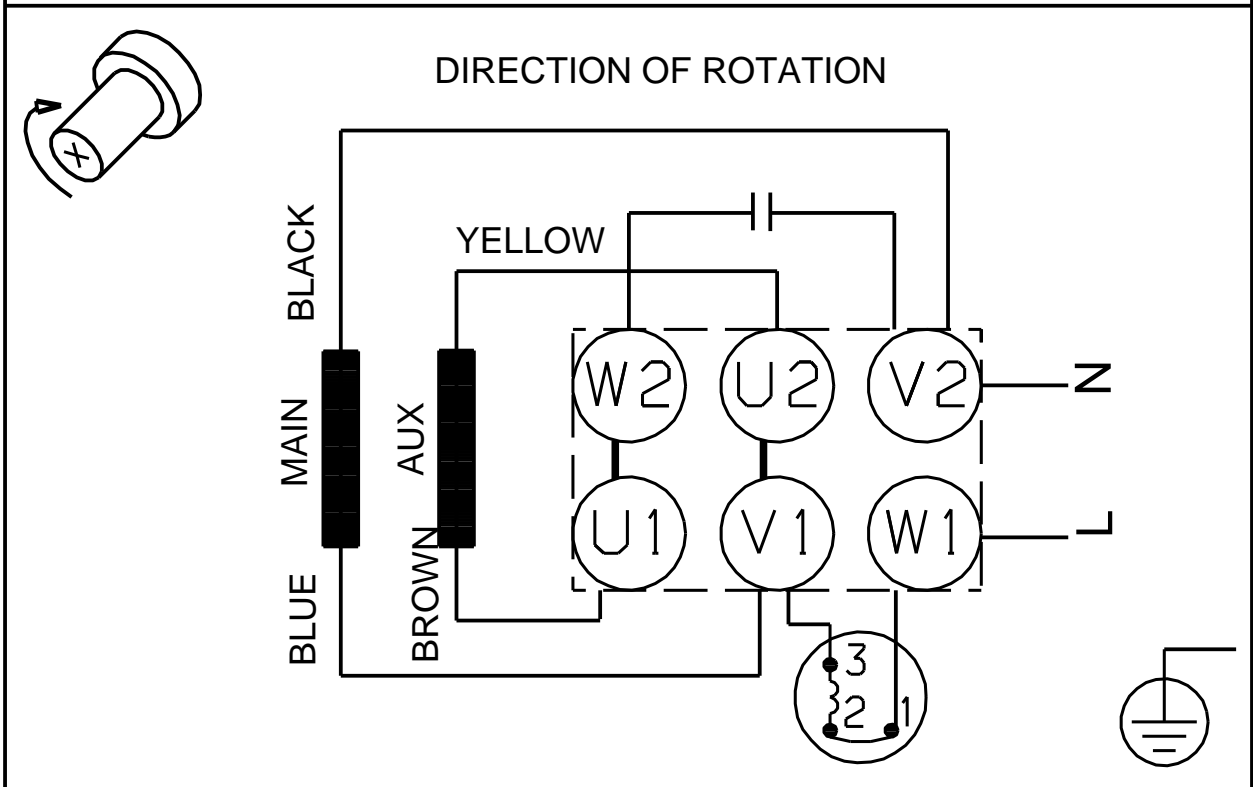 DIRECTION OF ROTATION
BLACK
YELLOW
MAIN
AUX
W2 U2 V2 N
U1 V1 W1 L
BLUE
BROWN
3
2 1